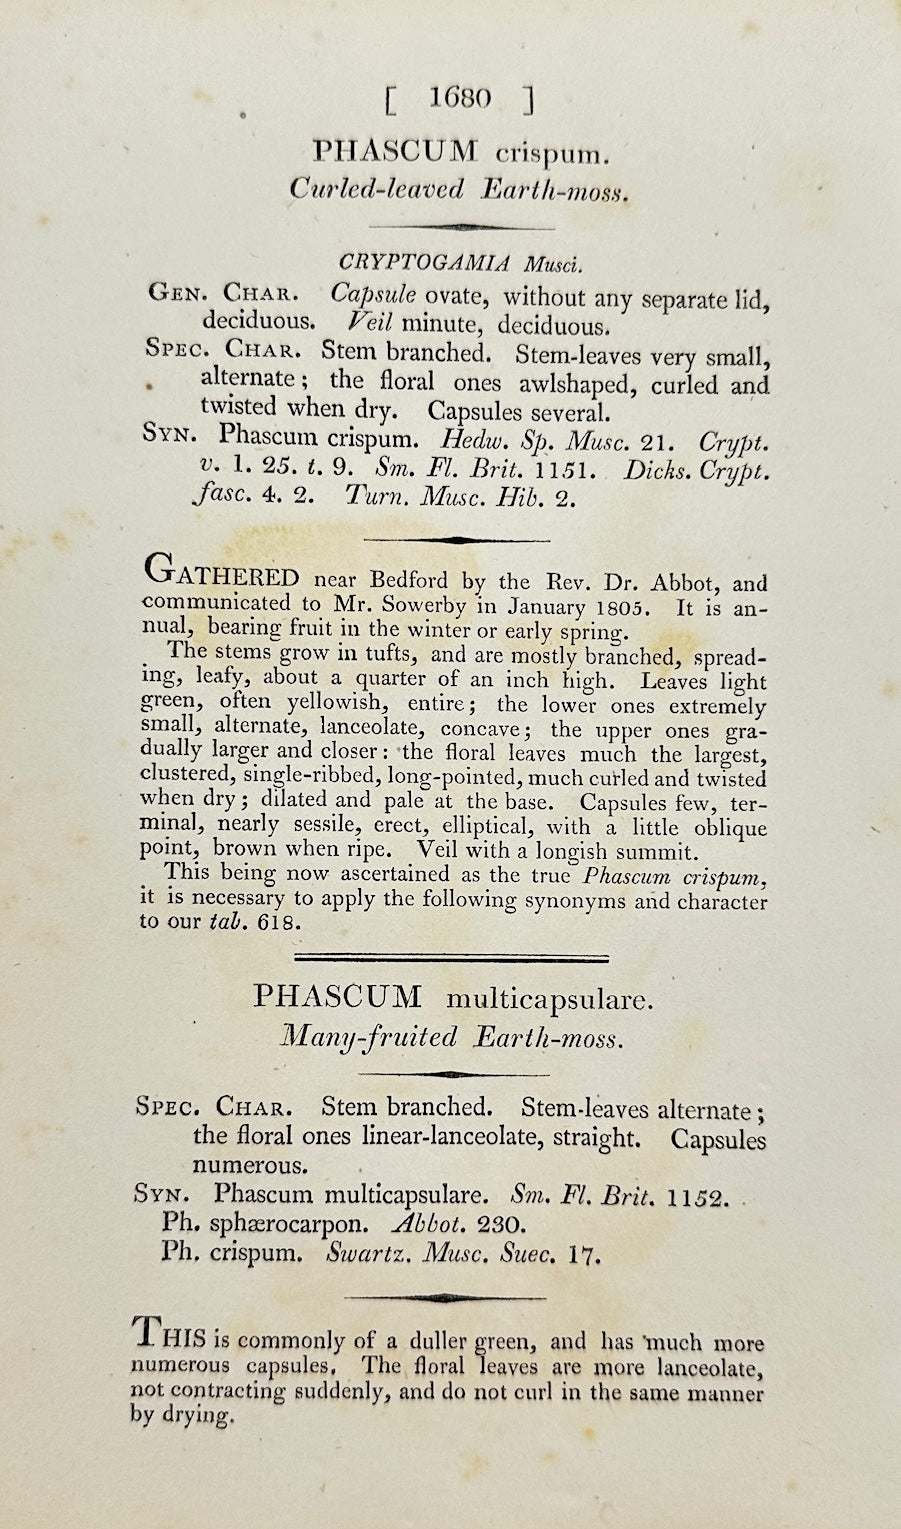 [ 1680 ]
PHASCUM crispum.
Curled-leaved Earth-moss.
CRYPTOGAMIA Musci.
GEN. CHAR. Capsule ovate, without any separate lid,
deciduous. Veil minute, deciduous.
SPEC. CHAR. Stem branched. Stem-leaves very small,
alternate; the floral ones awlshaped, curled and
twisted when dry. Capsules several.
SYN. Phascum crispum. Hedw. Sp. Musc. 21. Crypt.
v. 1. 25. t. 9. Sm. Fl. Brit. 1151. Dicks. Crypt.
fasc. 4. 2. Turn. Musc. Hib. 2.
GATHERED near Bedford by the Rev. Dr. Abbot, and
communicated to Mr. Sowerby in January 1805. It is an-
nual, bearing fruit in the winter or early spring.
The stems grow in tufts, and are mostly branched, spread-
ing, leafy, about a quarter of an inch high. Leaves light
green, often yellowish, entire; the lower ones extremely
small, alternate, lanceolate, concave; the upper ones gra-
dually larger and closer: the floral leaves much the largest,
clustered, single-ribbed, long-pointed, much curled and twisted
when dry; dilated and pale at the base. Capsules few, ter-
minal, nearly sessile, erect, elliptical, with a little oblique
point, brown when ripe. Veil with a longish summit.
This being now ascertained as the true Phascum crispum,
it is necessary to apply the following synonyms and character
to our tab. 618.
PHASCUM multicapsulare.
Many-fruited Earth-moss.
SPEC. CHAR. Stem branched. Stem-leaves alternate;
the floral ones linear-lanceolate, straight. Capsules
numerous.
SYN. Phascum multicapsulare. Sm. Fl. Brit. 1152.
Ph. sphærocarpon. Abbot. 230.
Ph. crispum. Swartz. Musc. Suec. 17.
THIS is commonly of a duller green, and has much more
numerous capsules. The floral leaves are more lanceolate,
not contracting suddenly, and do not curl in the same manner
by drying.